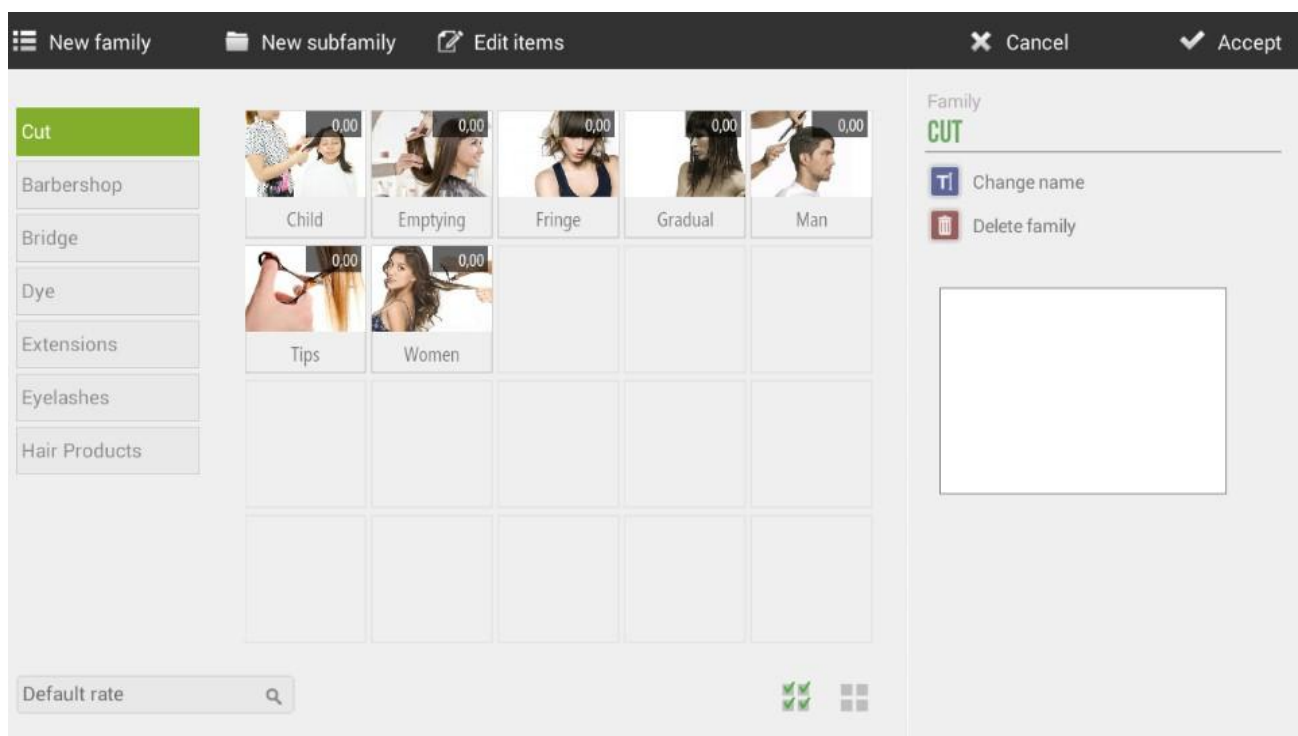 New family
New subfamily
Edit items
Cancel
Accept
Cut
Barbershop
Bridge
Dye
Extensions
Eyelashes
Hair Products
0,00
0,00
0,00
0,00
0,00
Child
Emptying
Fringe
Gradual
Man
0,00
0,00
Tips
Women
Default rate
Family
CUT
TI
Change name
Delete family